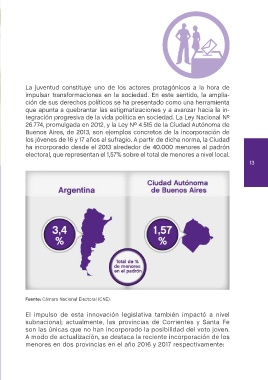 La juventud constituye uno de los actores protagónicos a la hora de
impulsar transformaciones en la sociedad. En este sentido, la amplia-
ción de sus derechos políticos se ha presentado como una herramienta
que apunta a quebrantar las estigmatizaciones y a avanzar hacia la in-
tegración progresiva de la vida política en sociedad. La Ley Nacional Nº
26.774, promulgada en 2012, y la Ley Nº 4.515 de la Ciudad Autónoma de
Buenos Aires, de 2013, son ejemplos concretos de la incorporación de
los jóvenes de 16 y 17 años al sufragio. A partir de dicha norma, la Ciudad
ha incorporado desde el 2013 alrededor de 40.000 menores al padrón
electoral, que representan el 1,57% sobre el total de menores a nivel local.
13
Argentina
Ciudad Autónoma
de Buenos Aires
3,4
%
1,57
%
Total de %
de menores
en el padrón
Fuente: Cámara Nacional Electoral (CNE).
El impulso de esta innovación legislativa también impactó a nivel
subnacional; actualmente, las provincias de Corrientes y Santa Fe
son las únicas que no han incorporado la posibilidad del voto joven.
A modo de actualización, se destaca la reciente incorporación de los
menores en dos provincias en el año 2016 y 2017 respectivamente: